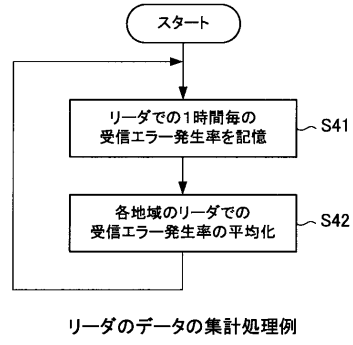 スタート
リーダでの1時間毎の
受信エラー発生率を記憶
S41
各地域のリーダでの
受信エラー発生率の平均化
S42
リーダのデータの集計処理例